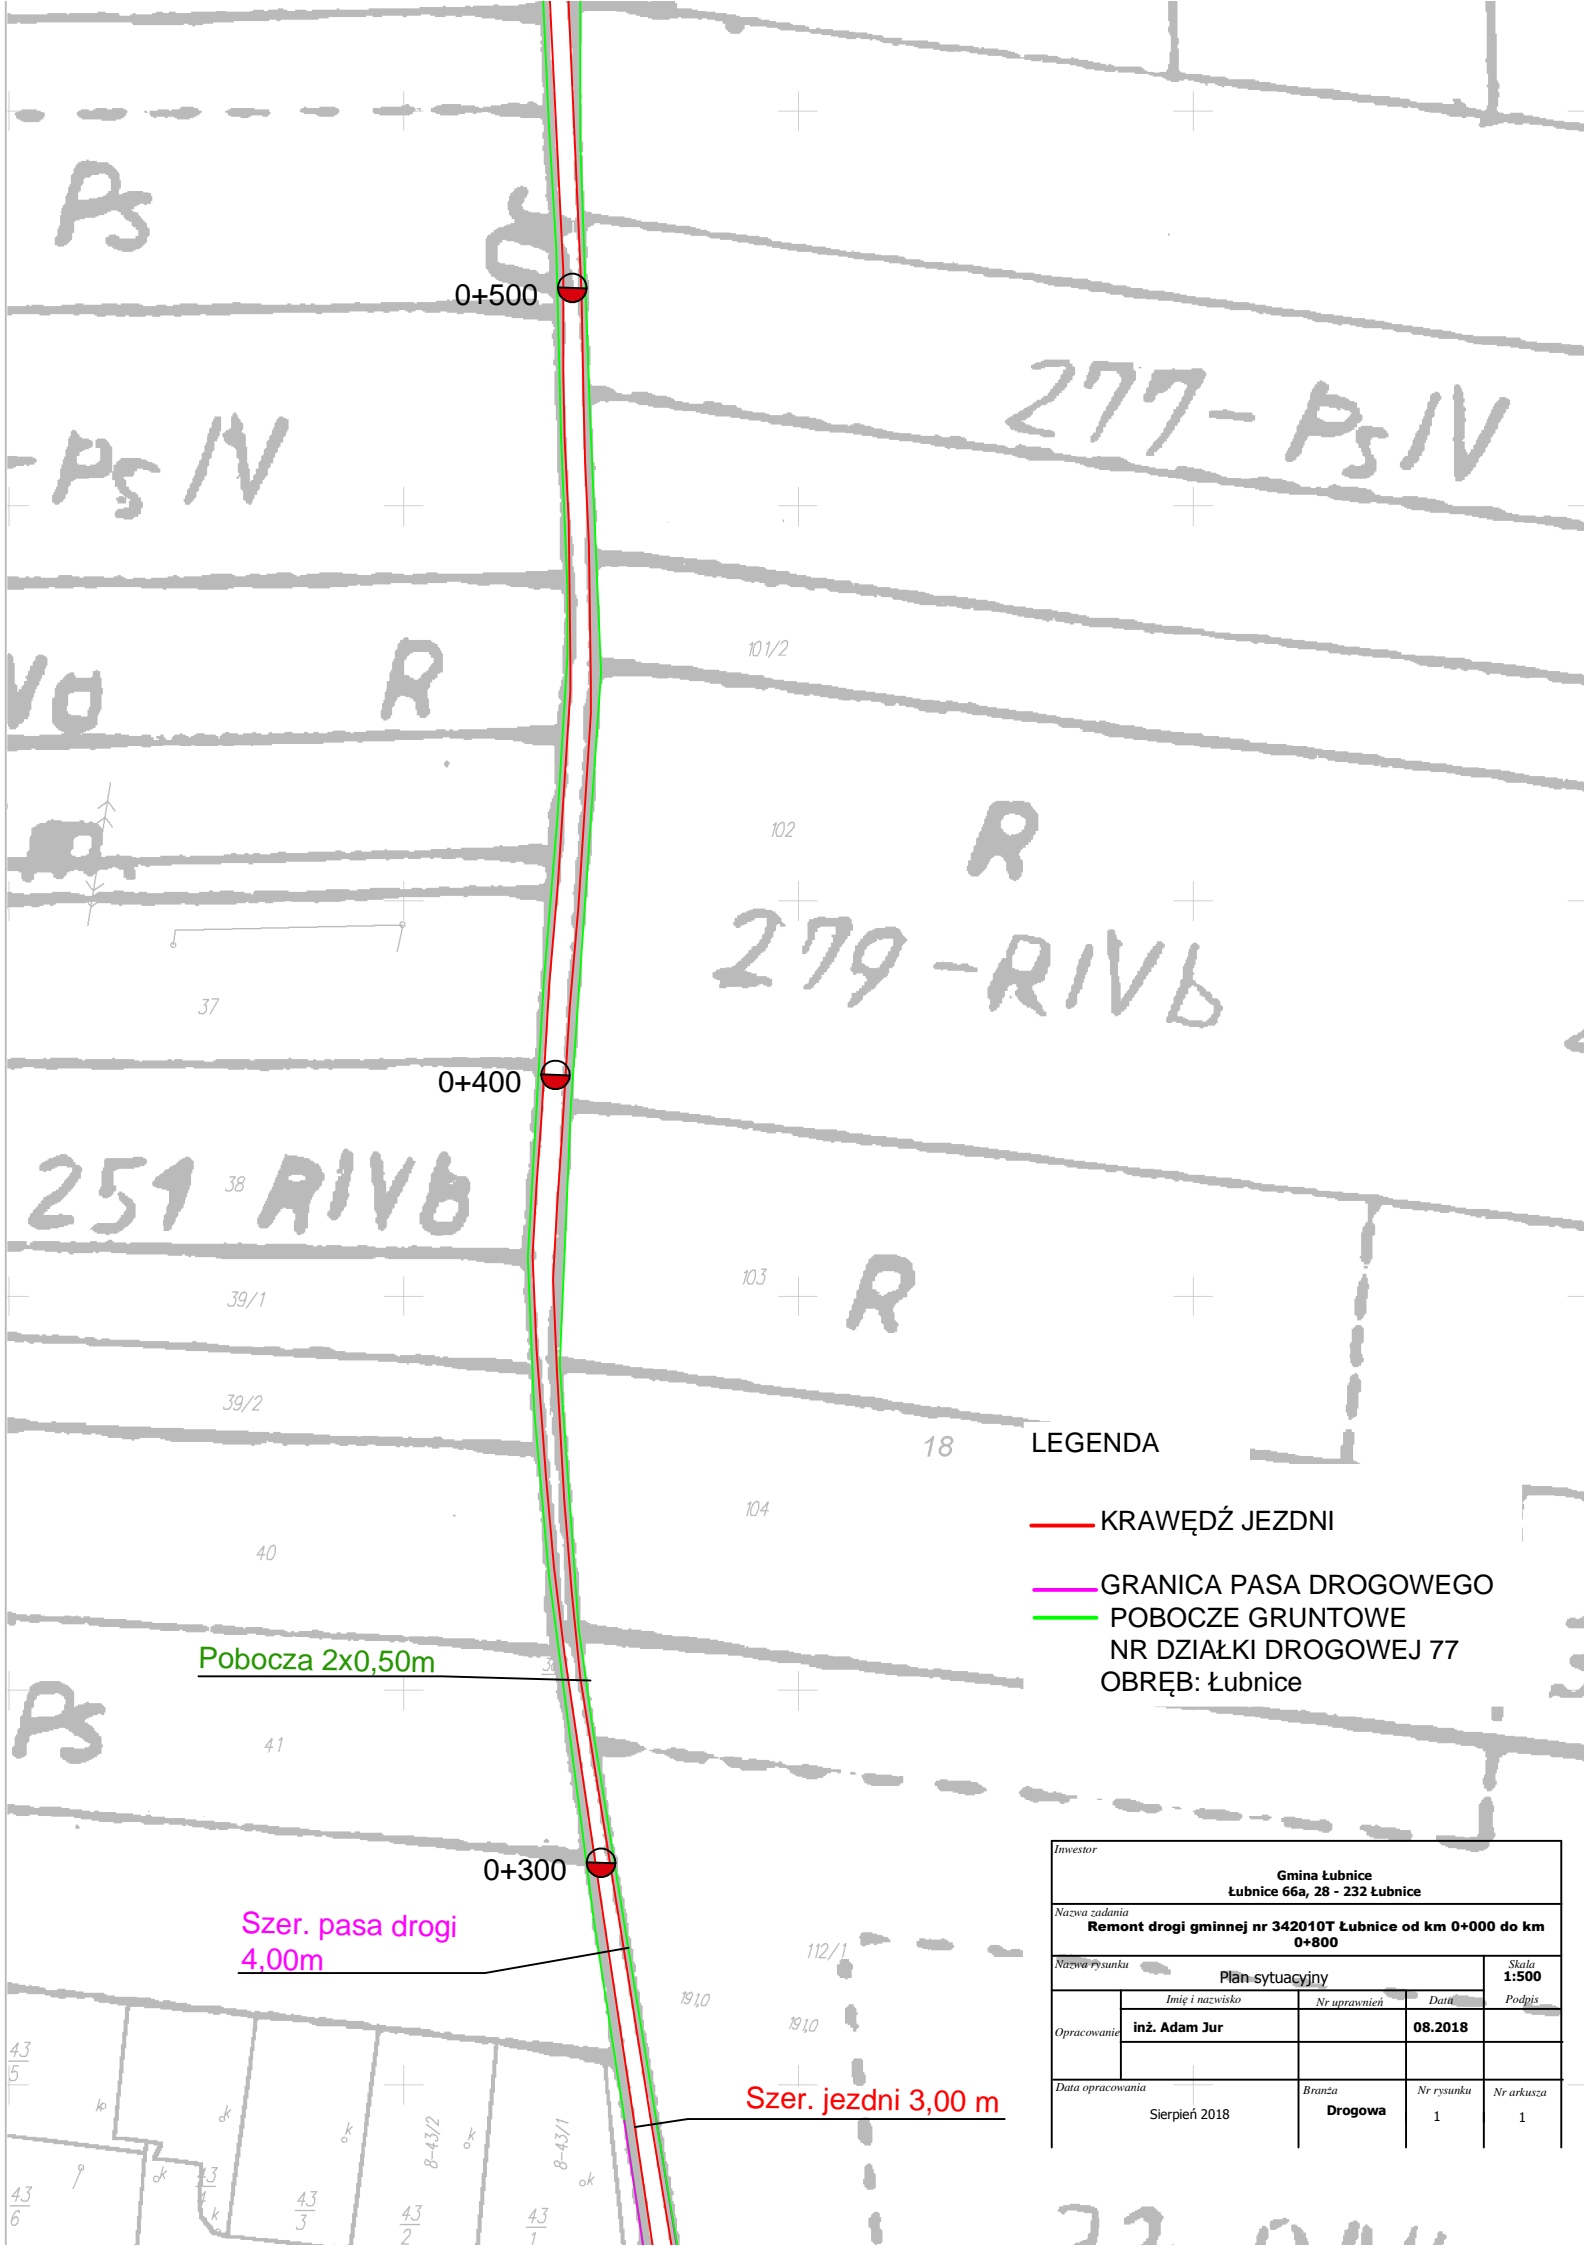 Ps
0+500
277-PsIV
-PsIV
101/2
R
102
R
279-RIVb
37
0+400
251 RIVb
38
103
R
39/1
39/2
18
LEGENDA
104
KRAWĘDŹ JEZDNI
40
GRANICA PASA DROGOWEGO
POBOCZE GRUNTOWE
NR DZIAŁKI DROGOWEJ 77
OBRĘB: Łubnice
Pobocza 2x0,50m
Ps
41
0+300
Szer. pasa drogi
4,00m
112/1
191,0
191,0
Szer. jezdni 3,00 m
43
5
k
k
k
k
8-43/2
8-43/1
k
k
k
43
6
43
3
43
2
43
1
Inwestor
Gmina Łubnice
Łubnice 66a, 28 - 232 Łubnice
Nazwa zadania
Remont drogi gminnej nr 342010T Łubnice od km 0+000 do km
0+800
Nazwa rysunku
Plan sytuacyjny
Skala
1:500
Imię i nazwisko
Nr uprawnień
Data
Podpis
Opracowanie
inż. Adam Jur
08.2018
Data opracowania
Sierpień 2018
Branża
Drogowa
Nr rysunku
1
Nr arkusza
1